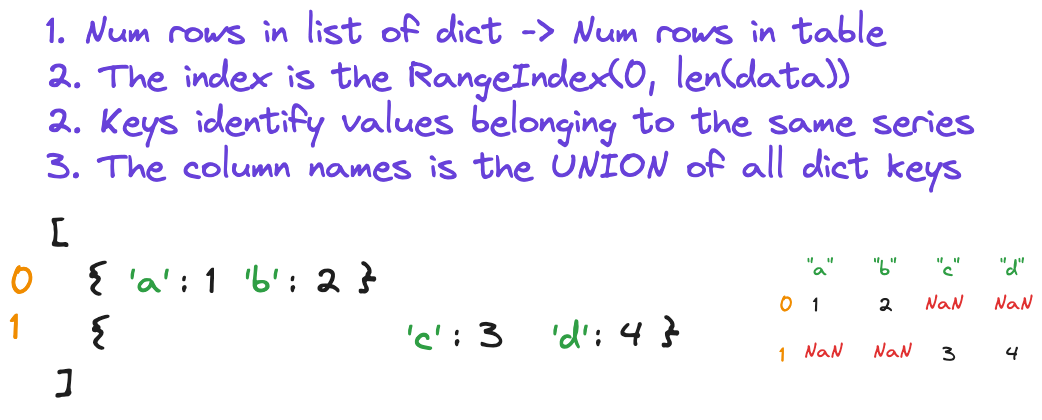 1. Num rows in list of dict -> Num rows in table
2. The index is the RangeIndex(0, len(data))
2. Keys identify values belonging to the same series
3. The column names is the UNION of all dict keys
[
0 { 'a': 1 'b': 2 }
1 { 'c': 3 'd': 4 }
]
"a" "b" "c" "d"
0 1 2 NaN NaN
1 NaN NaN 3 4